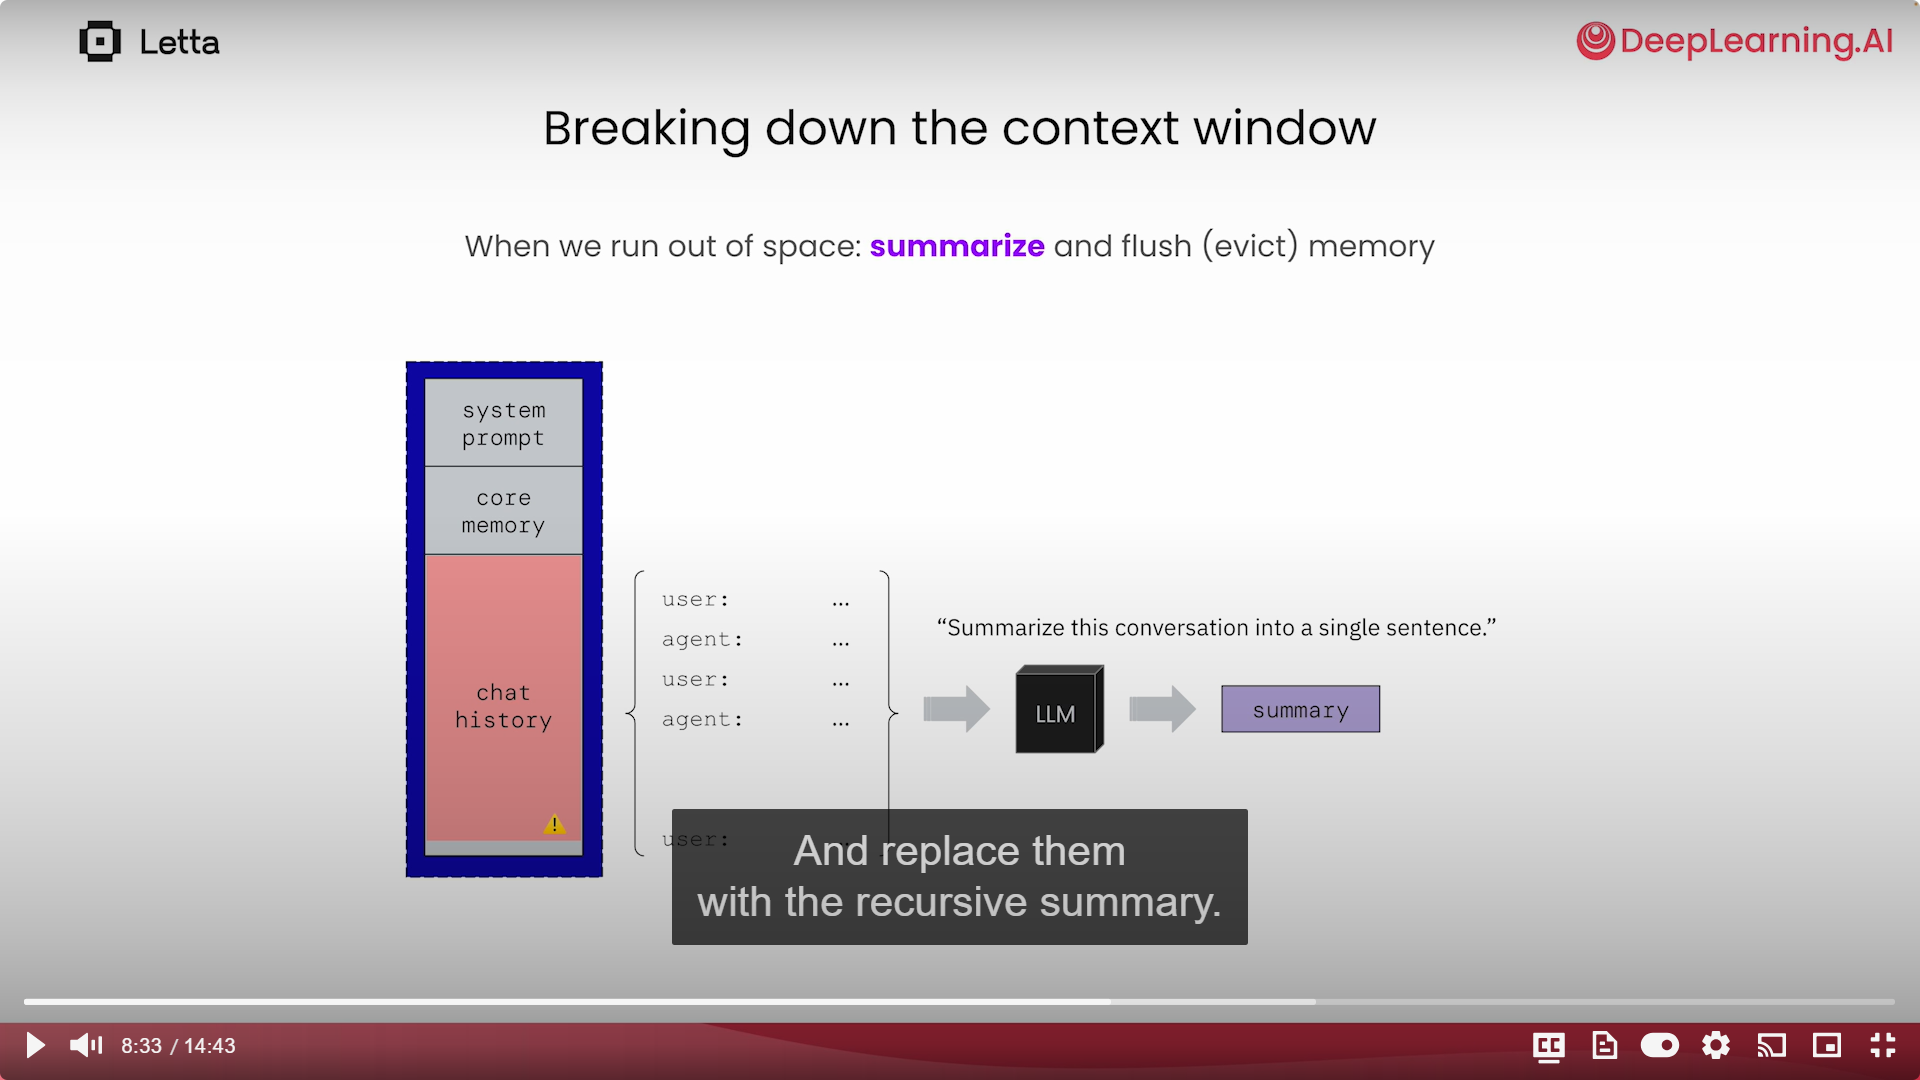 Letta
DeepLearning.AI
Breaking down the context window
When we run out of space: summarize and flush (evict) memory
system
prompt
core
memory
chat
history
user: ...
agent: ...
user: ...
agent: ...
user:
“Summarize this conversation into a single sentence.”
LLM
summary
And replace them
with the recursive summary.
8:33 / 14:43
CC